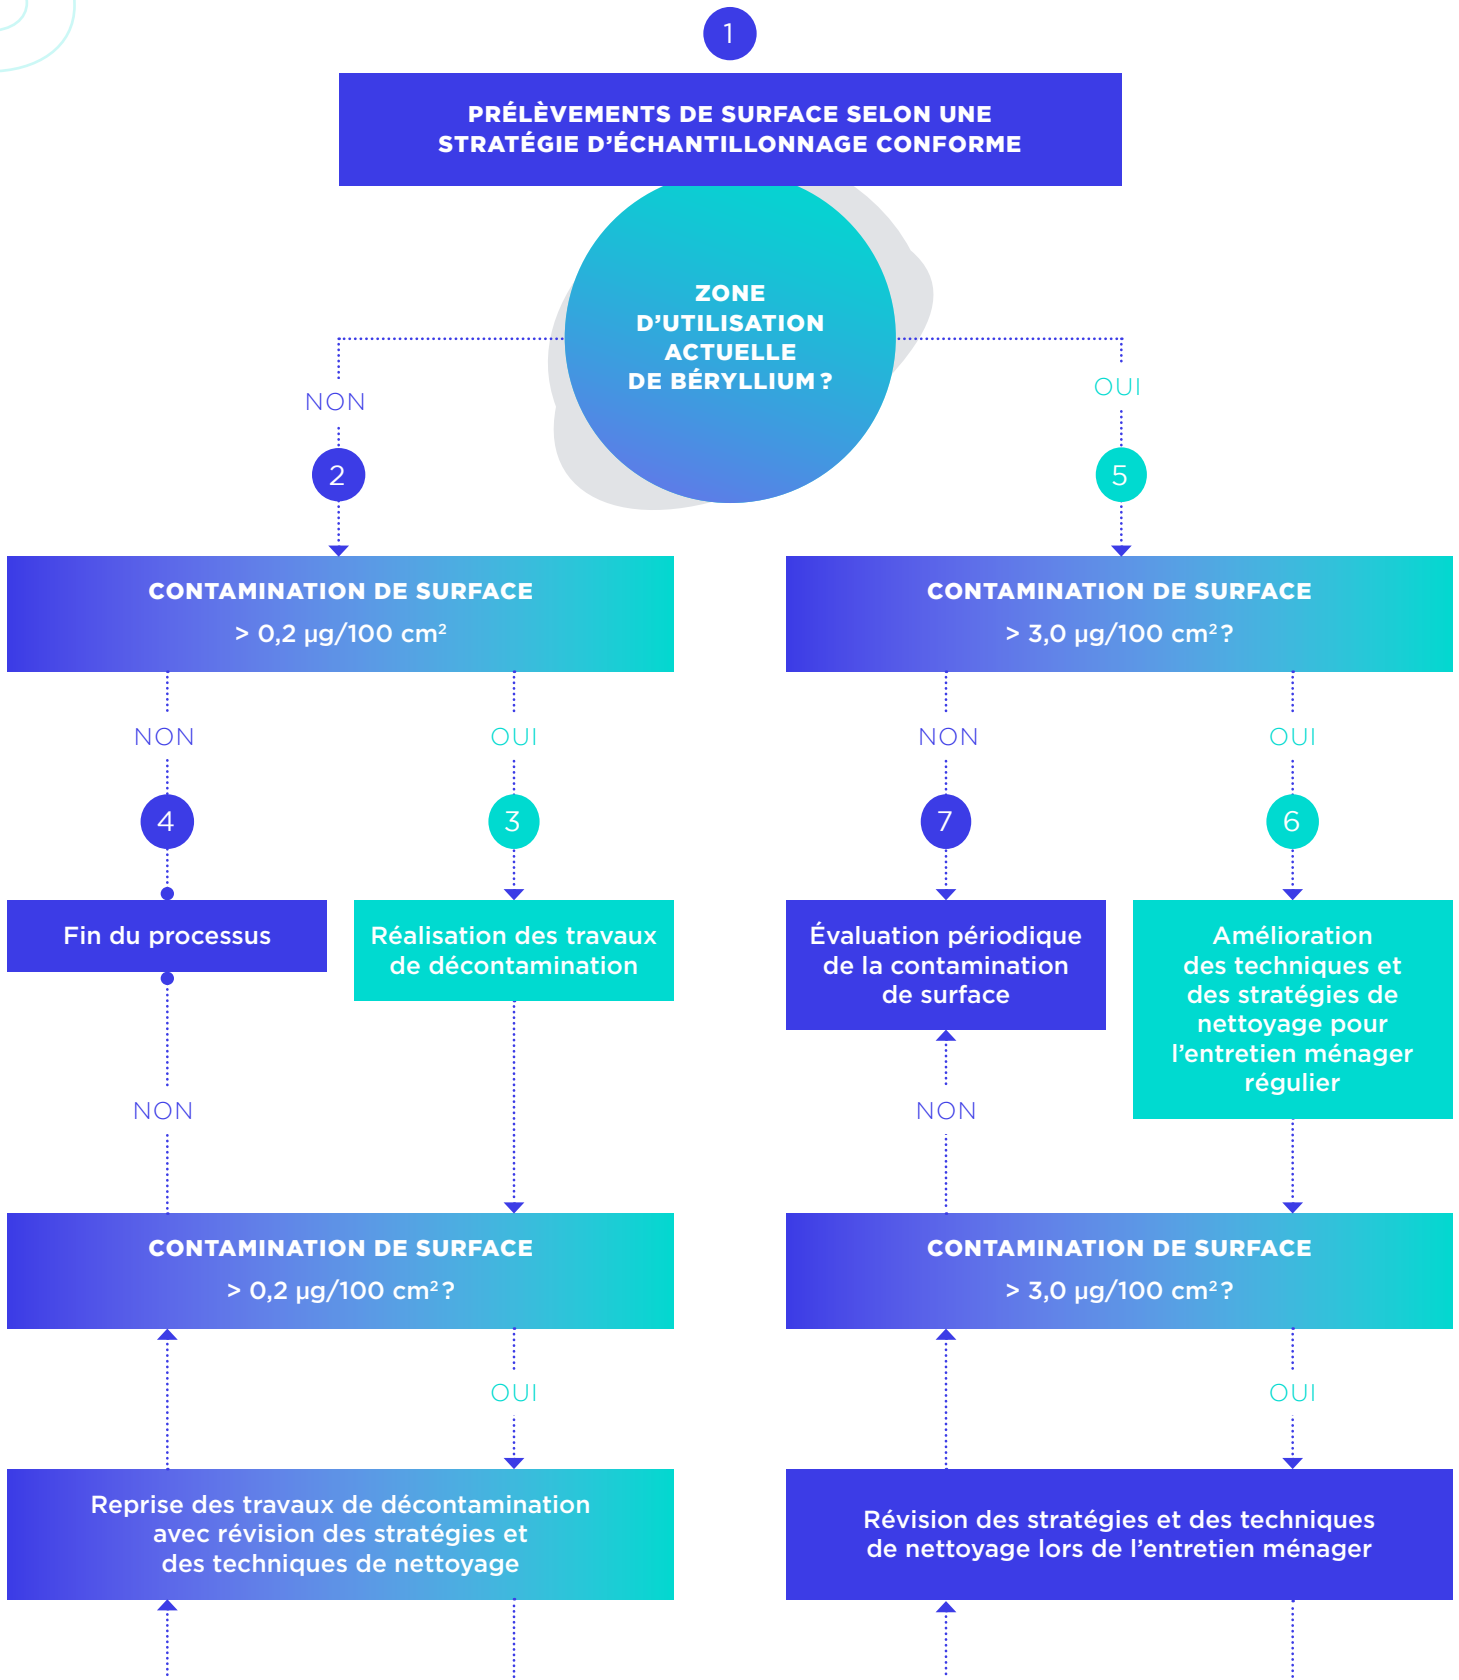 1
PRÉLÈVEMENTS DE SURFACE SELON UNE
STRATÉGIE D’ÉCHANTILLONNAGE CONFORME
ZONE
D’UTILISATION
ACTUELLE
DE BÉRYLLIUM ?
NON
OUI
2
5
CONTAMINATION DE SURFACE
> 0,2 µg/100 cm²
CONTAMINATION DE SURFACE
> 3,0 µg/100 cm² ?
NON
OUI
NON
OUI
4
3
7
6
Fin du processus
Réalisation des travaux
de décontamination
Évaluation périodique
de la contamination
de surface
Amélioration
des techniques et
des stratégies de
nettoyage pour
l’entretien ménager
régulier
NON
NON
CONTAMINATION DE SURFACE
> 0,2 µg/100 cm² ?
CONTAMINATION DE SURFACE
> 3,0 µg/100 cm² ?
OUI
OUI
Reprise des travaux de décontamination
avec révision des stratégies et
des techniques de nettoyage
Révision des stratégies et des techniques
de nettoyage lors de l’entretien ménager